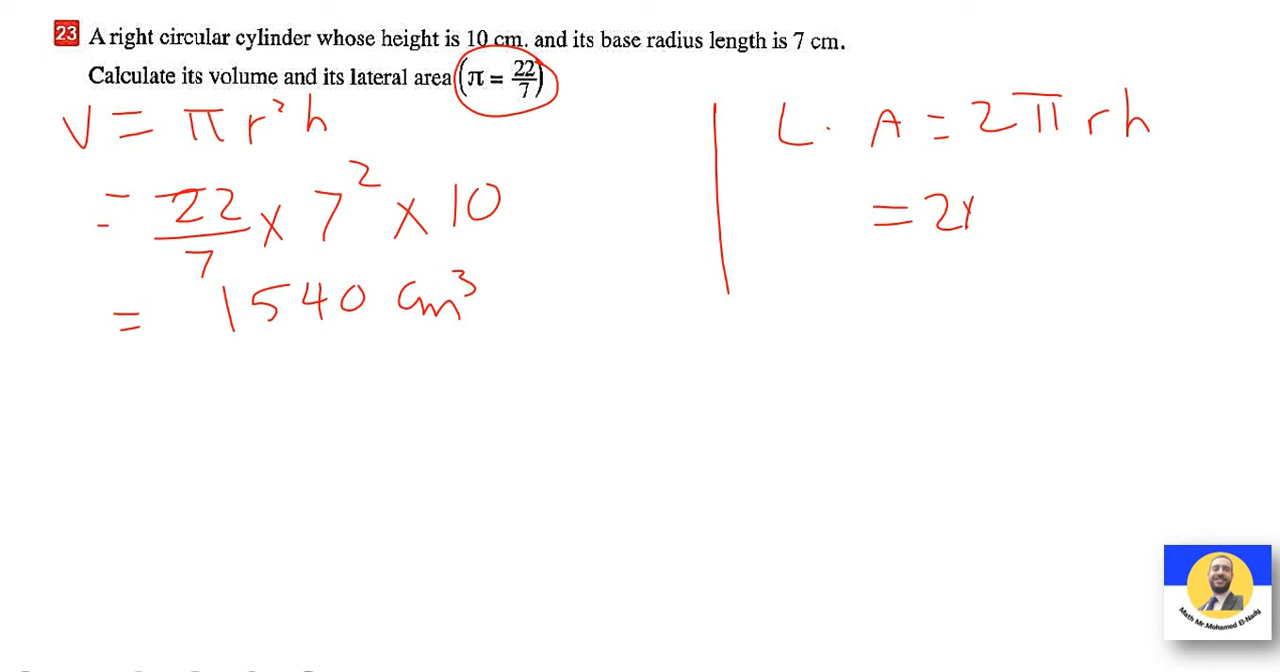 23 A right circular cylinder whose height is 10 cm. and its base radius length is 7 cm.
Calculate its volume and its lateral area (π = 22/7)
V = π r² h
= 22/7 × 7² × 10
= 1540 cm³
L. A = 2 π r h
= 2×
Math Mr.Mohamed El-Nady